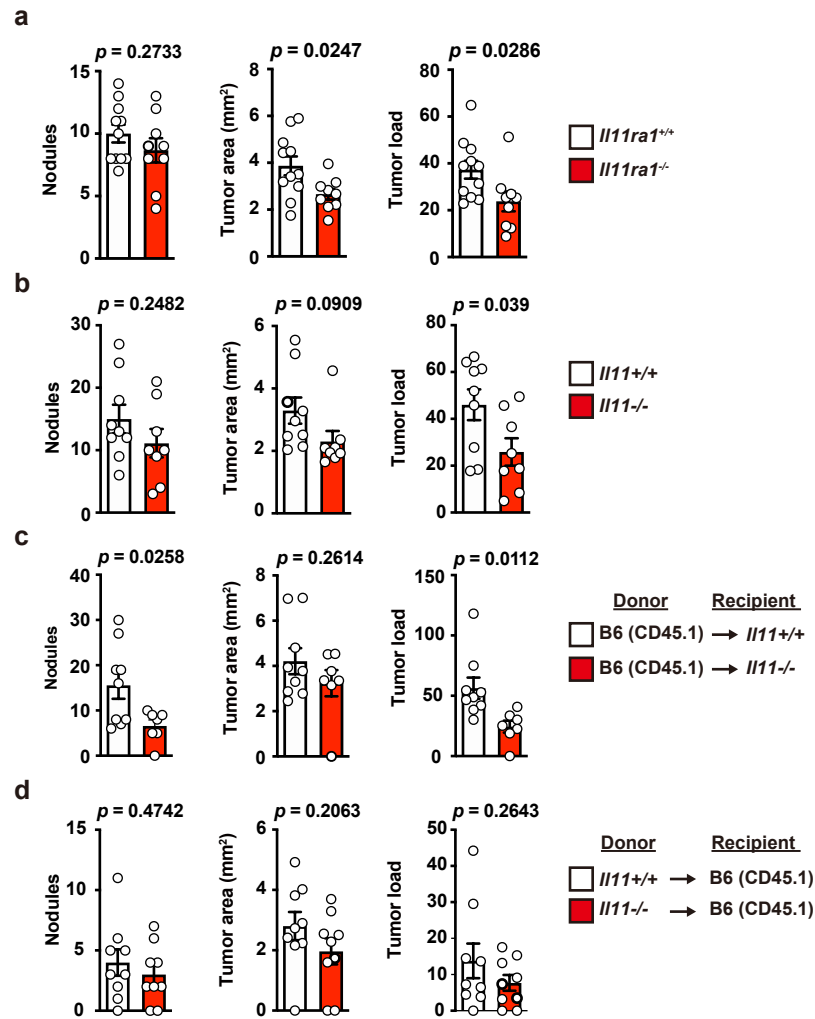 a
p = 0.2733
p = 0.0247
p = 0.0286
Nodules
15
10
5
0
Tumor area (mm²)
8
6
4
2
0
Tumor load
80
60
40
20
0
Il11ra1+/+
Il11ra1-/-
b
p = 0.2482
p = 0.0909
p = 0.039
Nodules
30
20
10
0
Tumor area (mm²)
6
4
2
0
Tumor load
80
60
40
20
0
Il11+/+
Il11-/-
c
p = 0.0258
p = 0.2614
p = 0.0112
Nodules
40
30
20
10
0
Tumor area (mm²)
8
6
4
2
0
Tumor load
150
100
50
0
Donor Recipient
B6 (CD45.1) → Il11+/+
B6 (CD45.1) → Il11-/-
d
p = 0.4742
p = 0.2063
p = 0.2643
Nodules
15
10
5
0
Tumor area (mm²)
6
4
2
0
Tumor load
50
40
30
20
10
0
Donor Recipient
Il11+/+ → B6 (CD45.1)
Il11-/- → B6 (CD45.1)